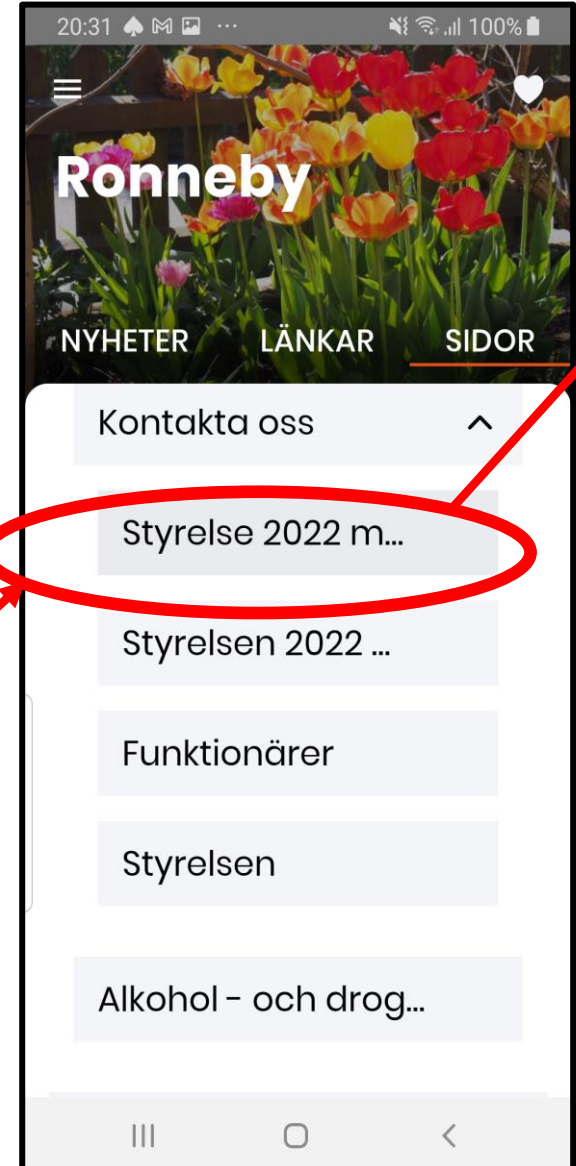 20:31 ... 100%
Ronneby
NYHETER LÄNKAR SIDOR
Kontakta oss
Styrelse 2022 m...
Styrelsen 2022 ...
Funktionärer
Styrelsen
Alkohol - och drog...